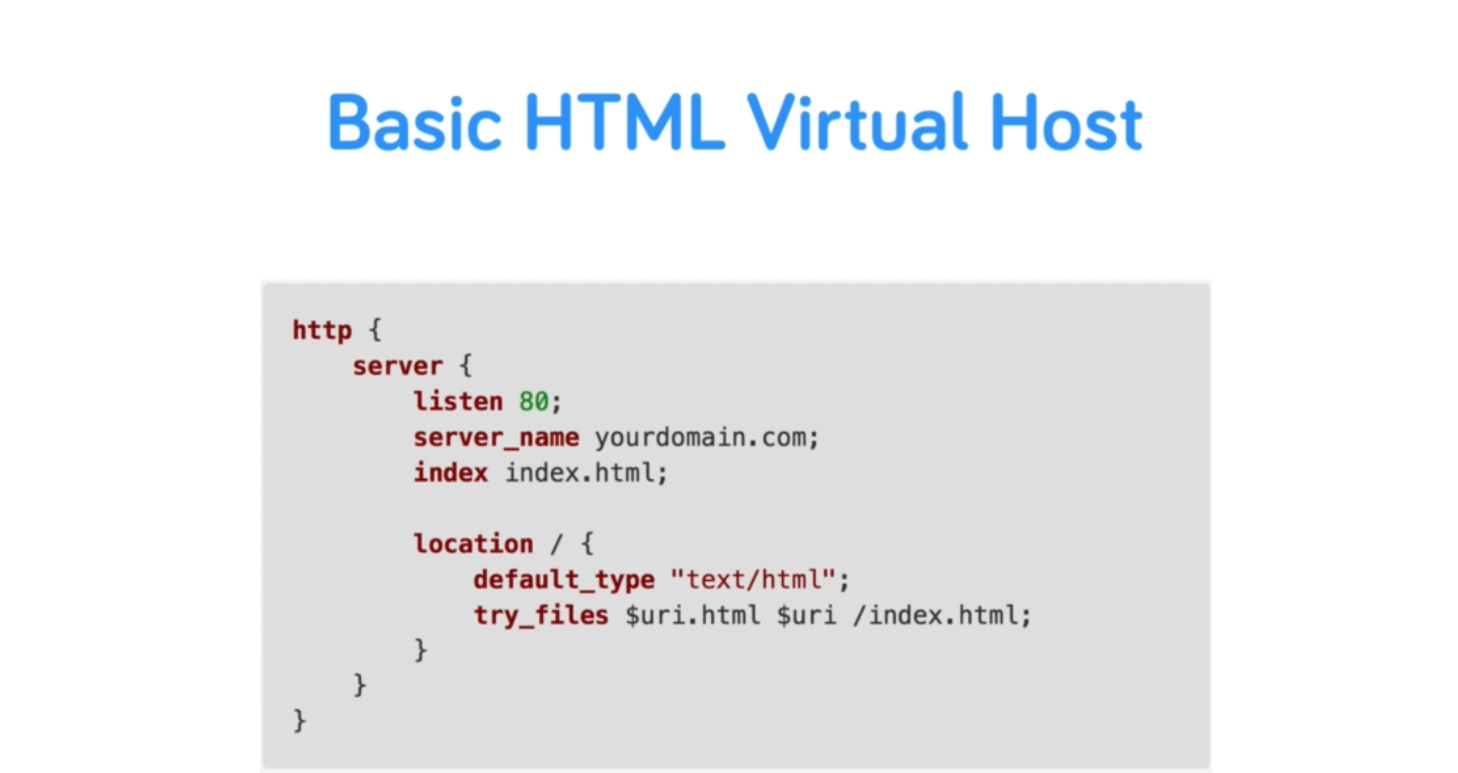 Basic HTML Virtual Host
http {
    server {
        listen 80;
        server_name yourdomain.com;
        index index.html;

        location / {
            default_type "text/html";
            try_files $uri.html $uri /index.html;
        }
    }
}